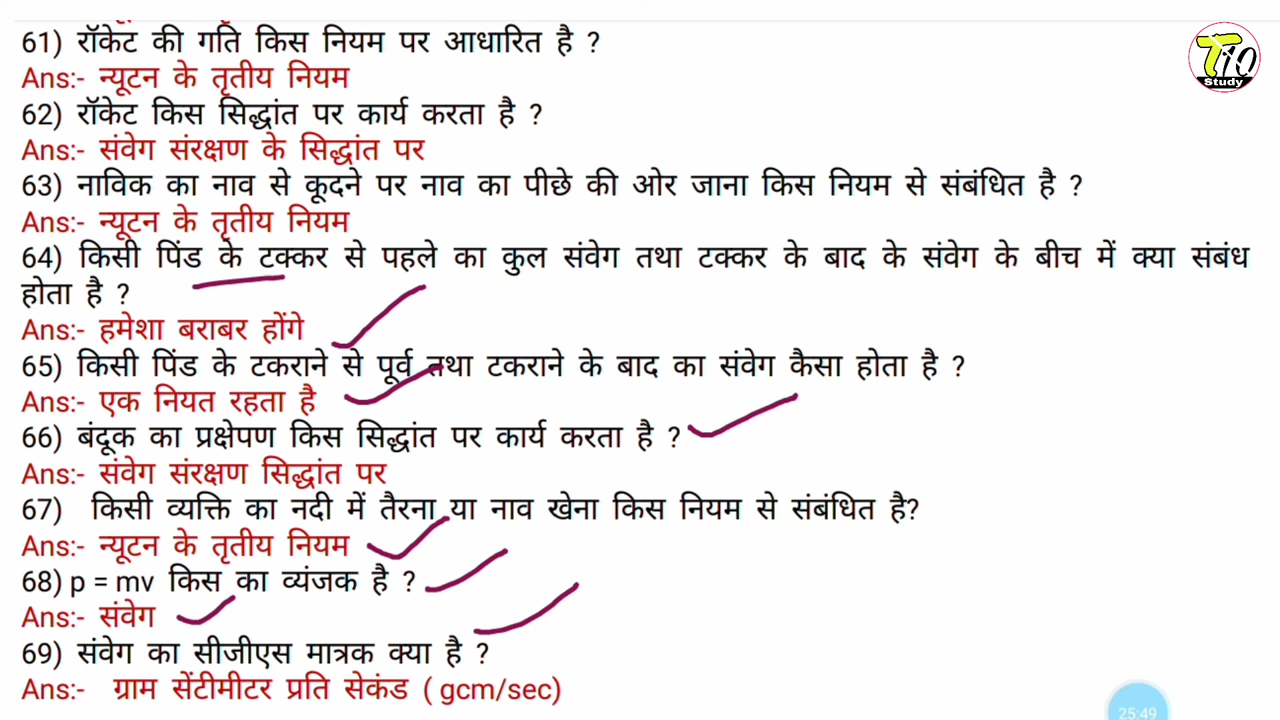 61) रॉकेट की गति किस नियम पर आधारित है ?
Ans:- न्यूटन के तृतीय नियम
62) रॉकेट किस सिद्धांत पर कार्य करता है ?
Ans:- संवेग संरक्षण के सिद्धांत पर
63) नाविक का नाव से कूदने पर नाव का पीछे की ओर जाना किस नियम से संबंधित है ?
Ans:- न्यूटन के तृतीय नियम
64) किसी पिंड के टक्कर से पहले का कुल संवेग तथा टक्कर के बाद के संवेग के बीच में क्या संबंध
होता है ?
Ans:- हमेशा बराबर होंगे
65) किसी पिंड के टकराने से पूर्व तथा टकराने के बाद का संवेग कैसा होता है ?
Ans:- एक नियत रहता है
66) बंदूक का प्रक्षेपण किस सिद्धांत पर कार्य करता है ?
Ans:- संवेग संरक्षण सिद्धांत पर
67) किसी व्यक्ति का नदी में तैरना या नाव खेना किस नियम से संबंधित है?
Ans:- न्यूटन के तृतीय नियम
68) p = mv किस का व्यंजक है ?
Ans:- संवेग
69) संवेग का सीजीएस मात्रक क्या है ?
Ans:- ग्राम सेंटीमीटर प्रति सेकंड ( gcm/sec)
T10
Study
25:49